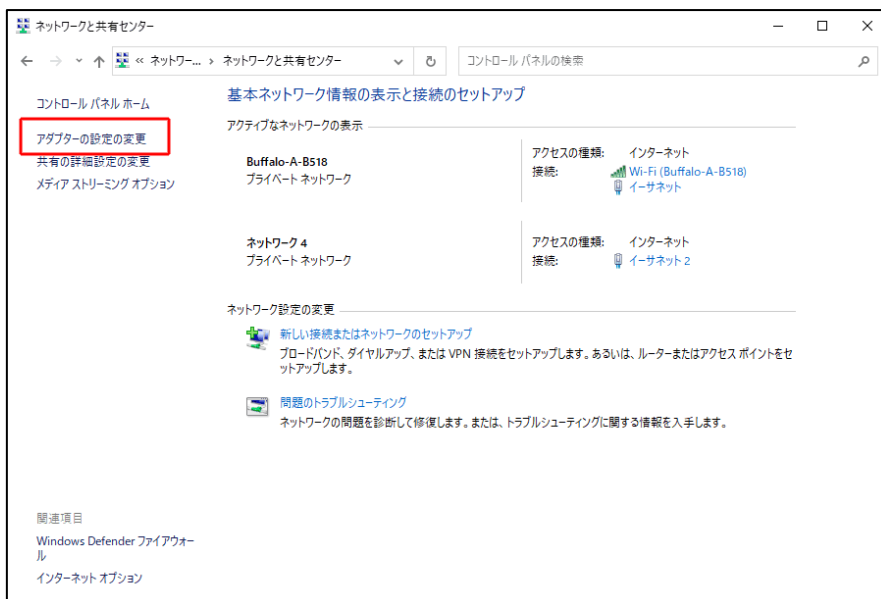 ネットワークと共有センター
« ネットワー... › ネットワークと共有センター
コントロール パネルの検索
コントロール パネル ホーム
アダプターの設定の変更
共有の詳細設定の変更
メディア ストリーミング オプション
基本ネットワーク情報の表示と接続のセットアップ
アクティブなネットワークの表示
Buffalo-A-B518
プライベート ネットワーク
アクセスの種類: インターネット
接続: Wi-Fi (Buffalo-A-B518)
イーサネット
ネットワーク 4
プライベート ネットワーク
アクセスの種類: インターネット
接続: イーサネット 2
ネットワーク設定の変更
新しい接続またはネットワークのセットアップ
ブロードバンド、ダイヤルアップ、または VPN 接続をセットアップします。あるいは、ルーターまたはアクセス ポイントをセ
ットアップします。
問題のトラブルシューティング
ネットワークの問題を診断して修復します。または、トラブルシューティングに関する情報を入手します。
関連項目
Windows Defender ファイアウォー
ル
インターネット オプション